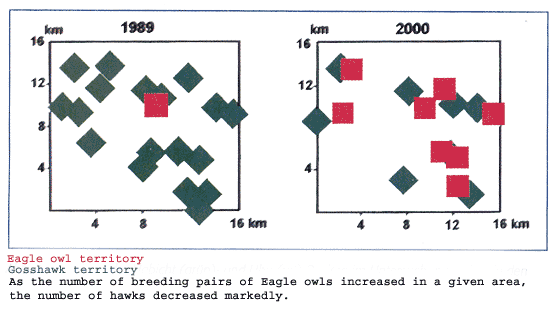 1989
km
16
12
8
4
4 8 16 km
2000
km
16
12
4
4 8 12 16 km
Eagle owl territory
Gosshawk territory
As the number of breeding pairs of Eagle owls increased in a given area,
the number of hawks decreased markedly.